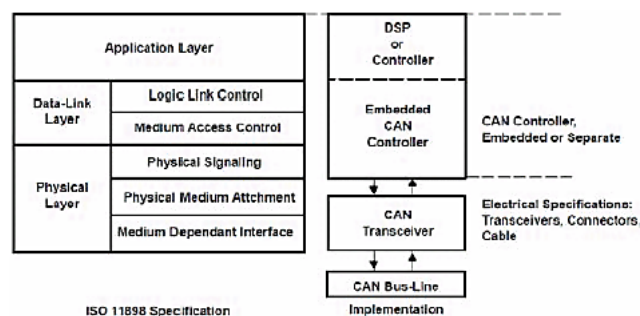 Application Layer
Data-Link
Layer
Logic Link Control
Medium Access Control
Physical
Layer
Physical Signaling
Physical Medium Attchment
Medium Dependant Interface
ISO 11898 Specification
DSP
or
Controller
Embedded
CAN
Controller
CAN
Transceiver
CAN Bus-Line
Implementation
CAN Controller,
Embedded or Separate
Electrical Specifications:
Transceivers, Connectors,
Cable